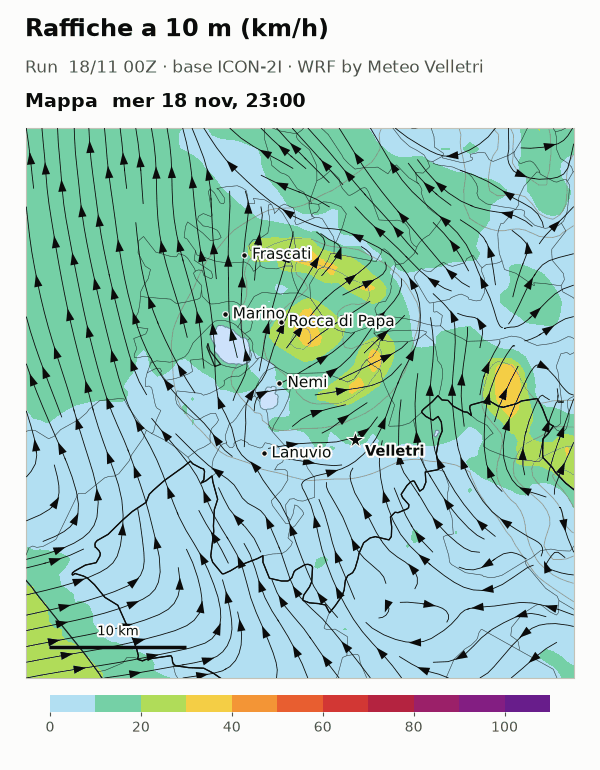 Raffiche a 10 m (km/h)
Run 18/11 00Z · base ICON-2I · WRF by Meteo Velletri
Mappa mer 18 nov, 23:00
Frascati
Marino
Rocca di Papa
Nemi
Velletri
Lanuvio
10 km
0 20 40 60 80 100